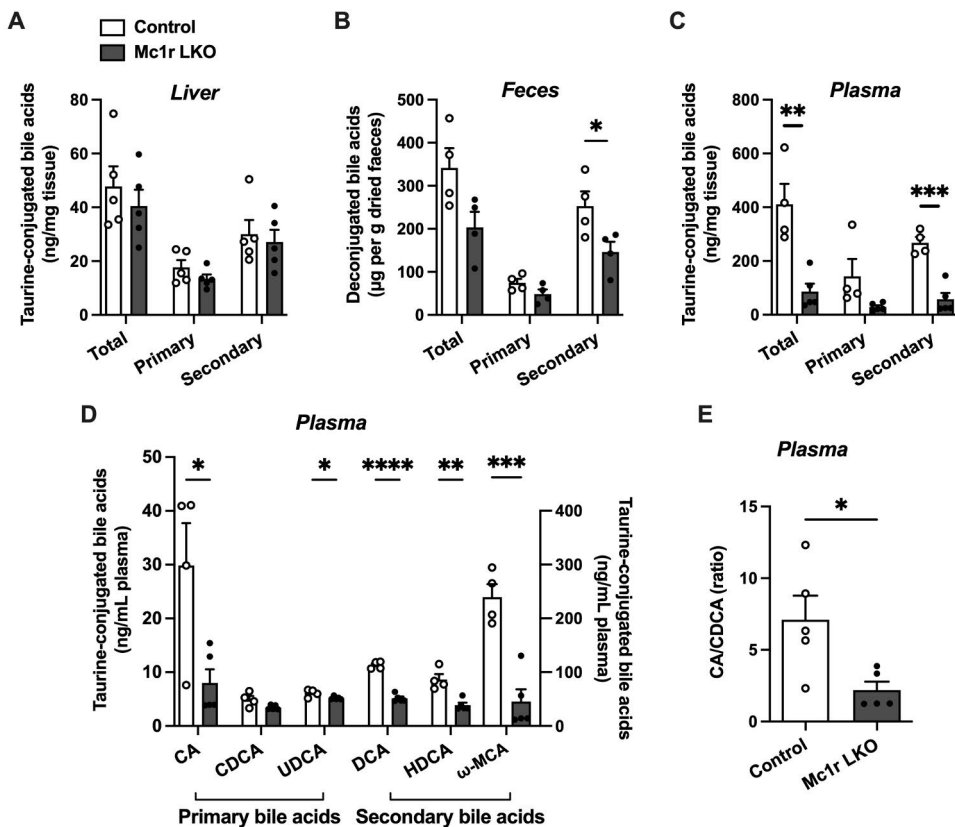 A
Control
Mc1r LKO
Liver
Taurine-conjugated bile acids
(ng/mg tissue)
80
60
40
20
0
Total
Primary
Secondary
B
Feces
Deconjugated bile acids
(µg per g dried faeces)
500
400
300
200
100
0
*
Total
Primary
Secondary
C
Plasma
Taurine-conjugated bile acids
(ng/mg tissue)
800
600
400
200
0
**
***
Total
Primary
Secondary
D
Plasma
Taurine-conjugated bile acids
(ng/mL plasma)
50
40
30
20
10
0
*
*
****
**
***
400
300
200
100
0
Taurine-conjugated bile acids
(ng/mL plasma)
CA
CDCA
UDCA
DCA
HDCA
ω-MCA
Primary bile acids
Secondary bile acids
E
Plasma
CA/CDCA (ratio)
15
10
5
0
*
Control
Mc1r LKO